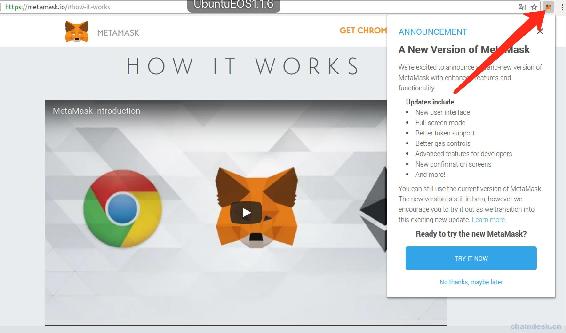 https://metamask.io/#how-it-works
UbuntuEOS1.1.6
METAMASK
GET CHROM
HOW IT WORKS
MetaMask Introduction
ANNOUNCEMENT
A New Version of MetaMask
We're excited to announce a brand-new version of
MetaMask with enhanced features and
functionality.
Updates include
• New user interface
• Full-screen mode
• Better token support
• Better gas controls
• Advanced features for developers
• New confirmation screens
• And more!
You can still use the current version of MetaMask.
The new version is still in beta, however we
encourage you to try it out as we transition into
this exciting new update. Learn more
Ready to try the new MetaMask?
TRY IT NOW
No thanks, maybe later
chaindesk.cn